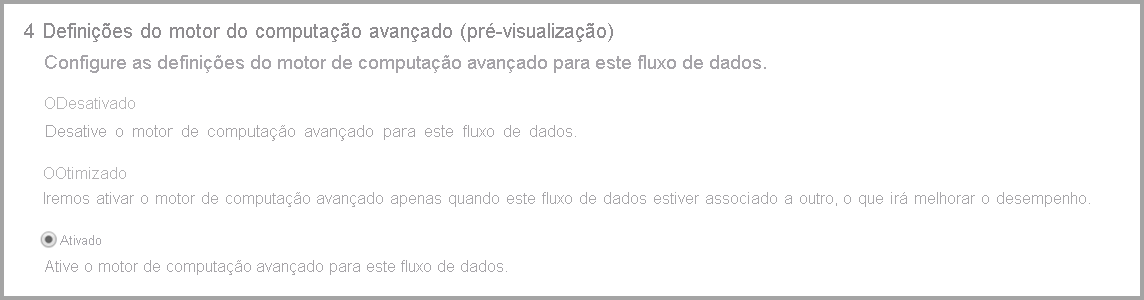 4 Definições do motor do computação avançado (pré-visualização)
Configure as definições do motor de computação avançado para este fluxo de dados.
ODesativado
Desative o motor de computação avançado para este fluxo de dados.
OOtimizado
Iremos ativar o motor de computação avançado apenas quando este fluxo de dados estiver associado a outro, o que irá melhorar o desempenho.
Ativado
Ative o motor de computação avançado para este fluxo de dados.